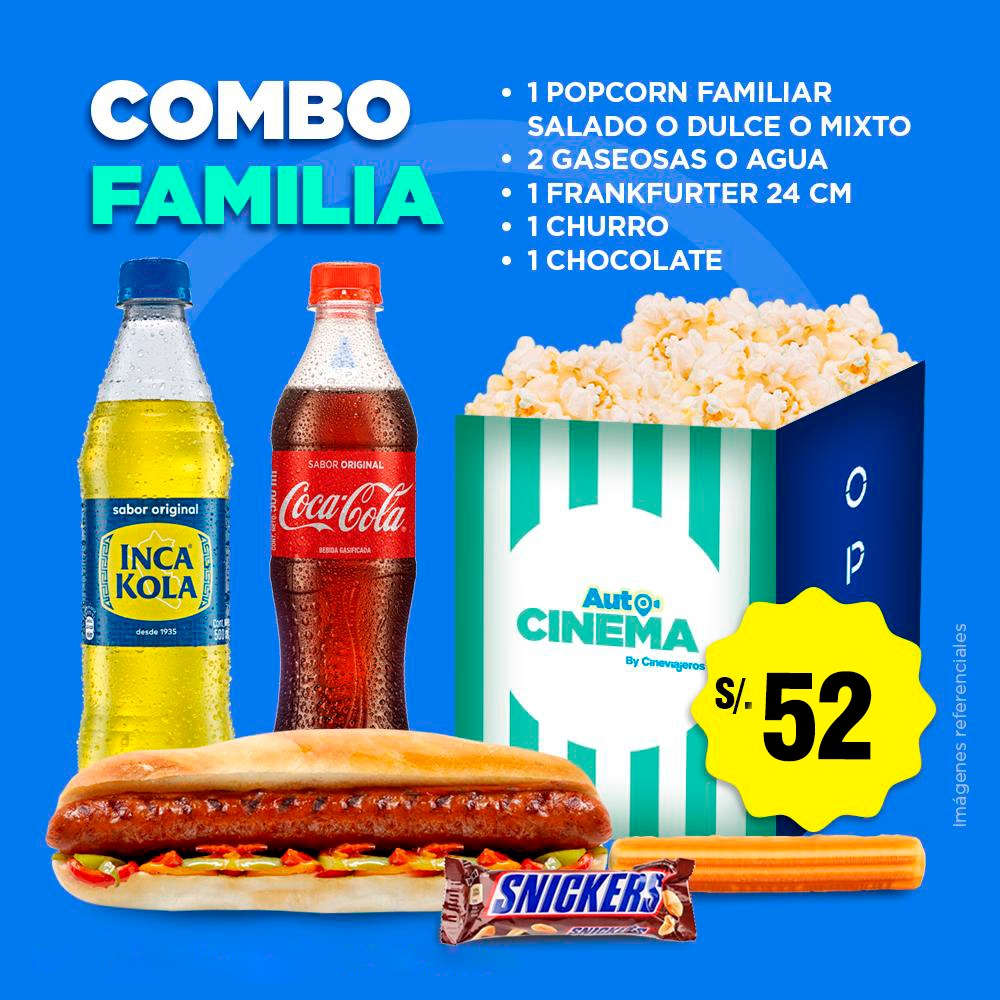 COMBO
FAMILIA
• 1 POPCORN FAMILIAR
SALADO O DULCE O MIXTO
• 2 GASEOSAS O AGUA
• 1 FRANKFURTER 24 CM
• 1 CHURRO
• 1 CHOCOLATE
sabor original
INCA
KOLA
desde 1935
SABOR ORIGINAL
Coca-Cola
BEBIDA GASIFICADA
O
P
Auto
CINEMA
By Cineviajeros
S/. 52
SNICKERS
Imágenes referenciales